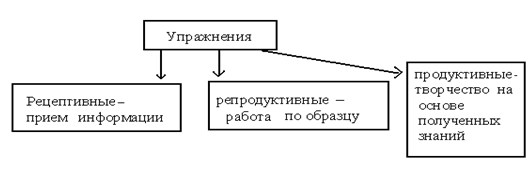 Упражнения
Рецептивные–
прием информации
репродуктивные –
работа по образцу
продуктивные-
творчество на
основе
полученных
знаний